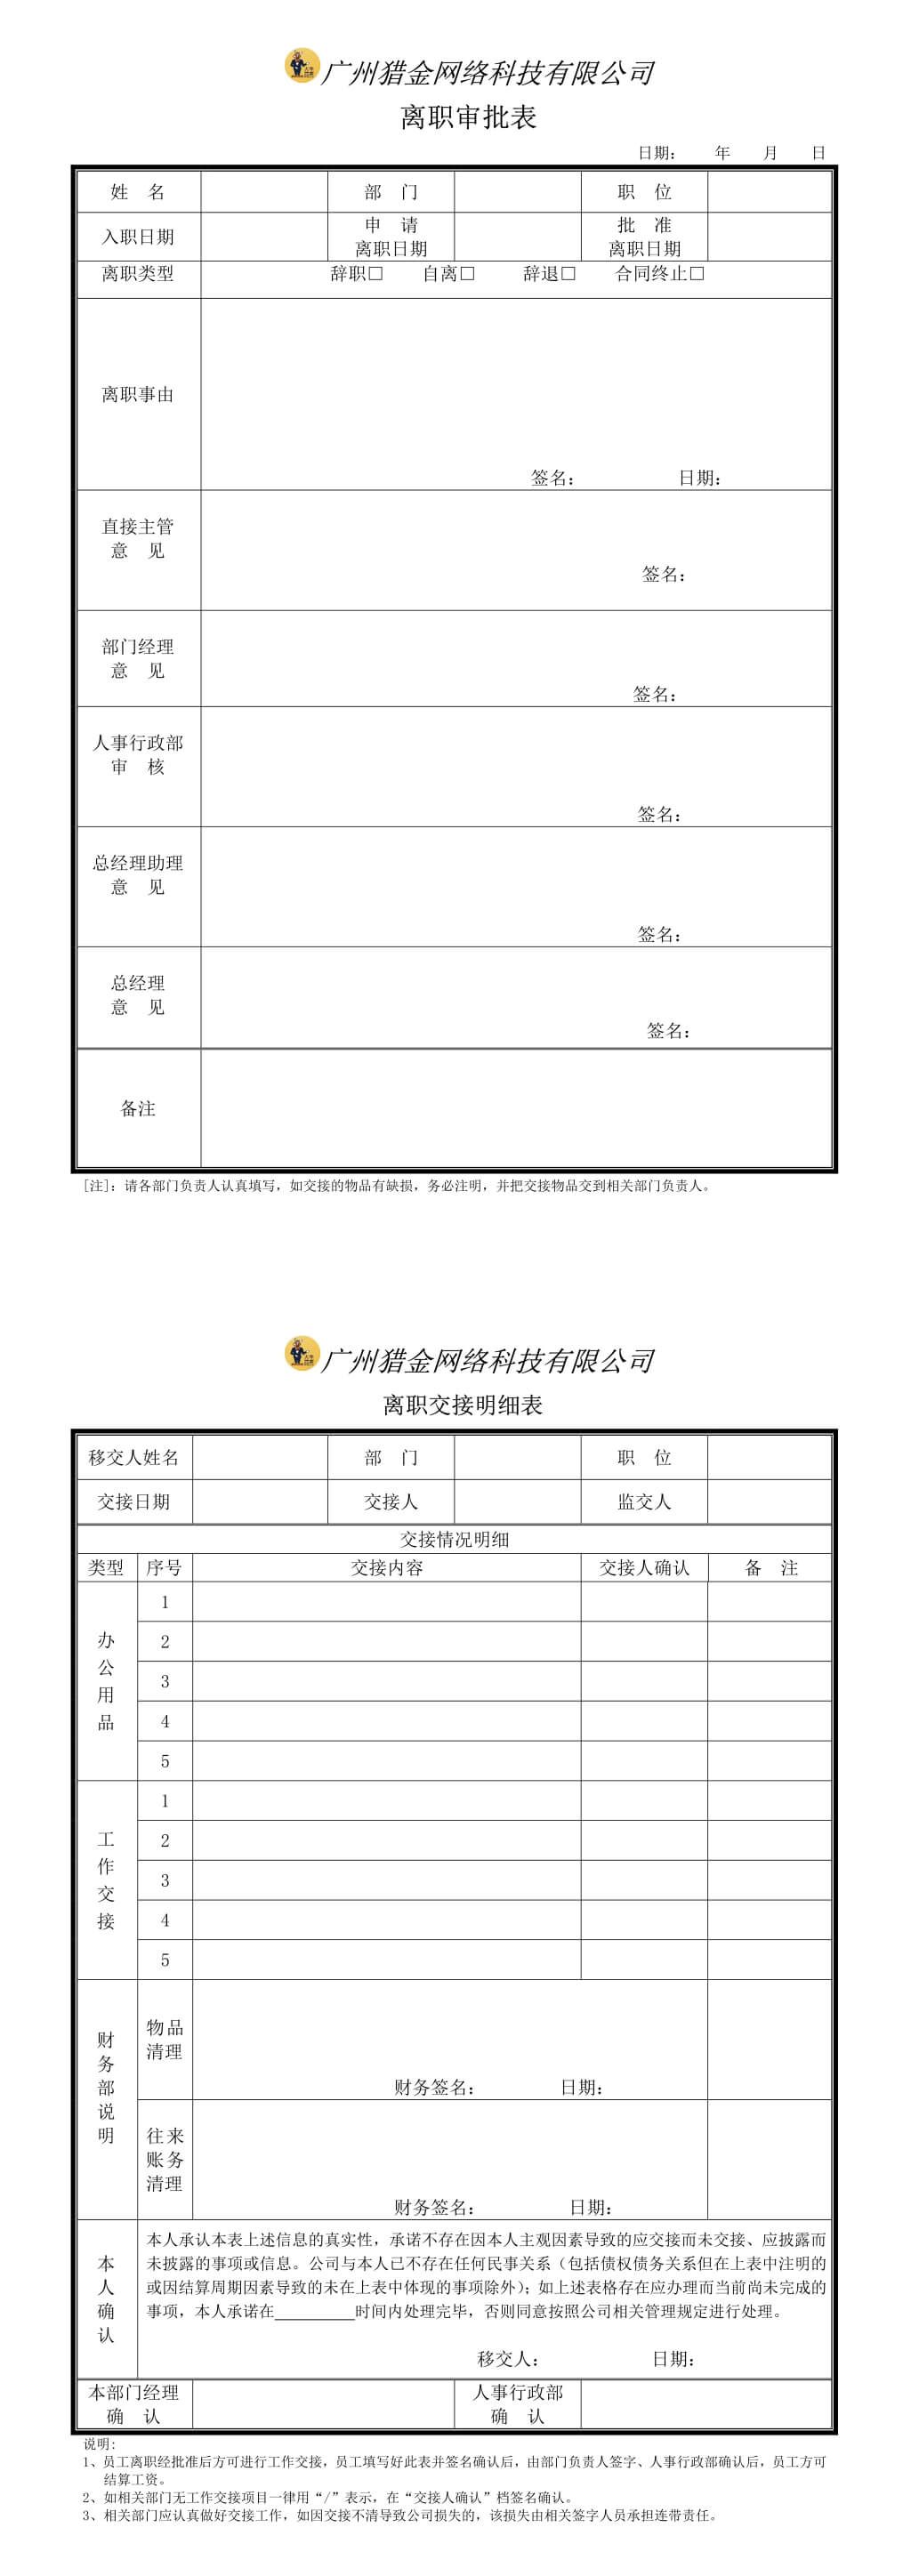 广州猎金网络科技有限公司
离职审批表
日期： 年 月 日
姓 名 部 门 职 位
入职日期 申 请 离职日期 批 准 离职日期
离职类型 辞职□ 自离□ 辞退□ 合同终止□
离职事由
签名： 日期：
直接主管
意 见
签名：
部门经理
意 见
签名：
人事行政部
审 核
签名：
总经理助理
意 见
签名：
总经理
意 见
签名：
备注
[注]：请各部门负责人认真填写，如交接的物品有缺损，务必注明，并把交接物品交到相关部门负责人。
广州猎金网络科技有限公司
离职交接明细表
移交人姓名 部 门 职 位
交接日期 交接人 监交人
交接情况明细
类型 序号 交接内容 交接人确认 备 注
办公用品
1
2
3
4
5
工作交接
1
2
3
4
5
财务部说明
物品
清理
财务签名： 日期：
往来
账务
清理
财务签名： 日期：
本人确认
本人承认本表上述信息的真实性，承诺不存在因本人主观因素导致的应交接而未交接、应披露而
未披露的事项或信息。公司与本人已不存在任何民事关系（包括债权债务关系但在上表中注明的
或因结算周期因素导致的未在上表中体现的事项除外）；如上述表格存在应办理而当前尚未完成的
事项，本人承诺在_________时间内处理完毕，否则同意按照公司相关管理规定进行处理。
移交人： 日期：
本部门经理 人事行政部
确 认 确 认
说明：
1、员工离职经批准后方可进行工作交接，员工填写好此表并签名确认后，由部门负责人签字、人事行政部确认后，员工方可
结算工资。
2、如相关部门无工作交接项目一律用“/”表示，在“交接人确认”档签名确认。
3、相关部门应认真做好交接工作，如因交接不清导致公司损失的，该损失由相关签字人员承担连带责任。